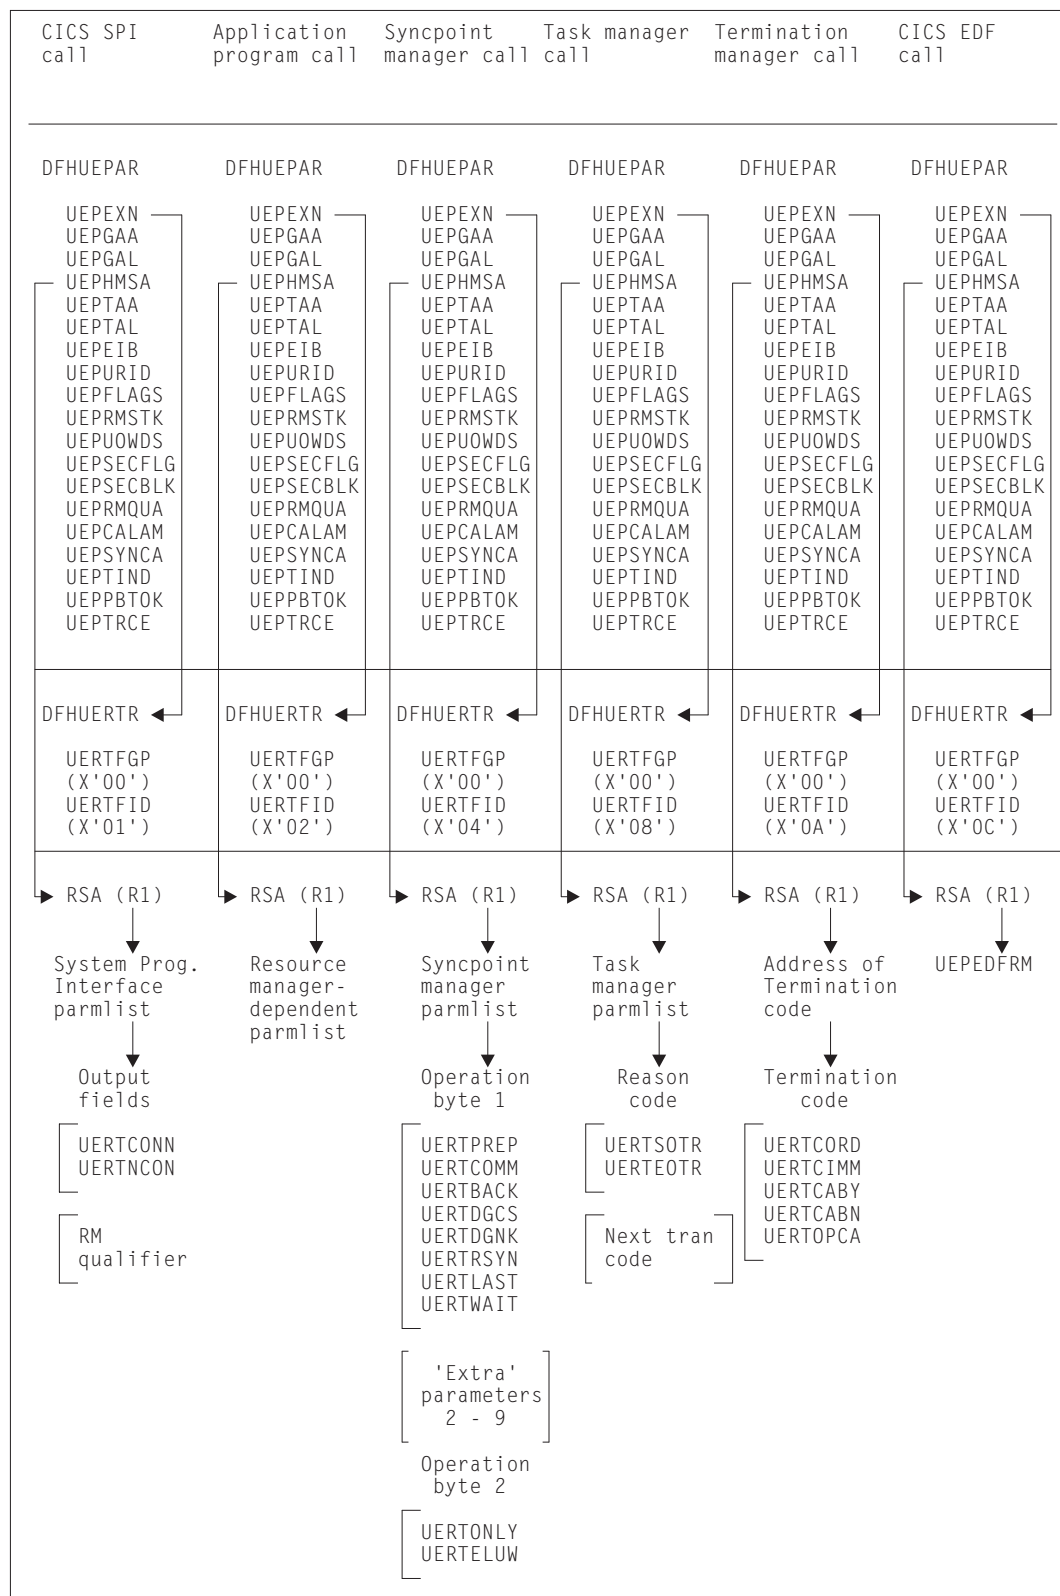 CICS SPI Application Syncpoint Task manager Termination CICS EDF
call program call manager call call manager call call
DFHUEPAR DFHUEPAR DFHUEPAR DFHUEPAR DFHUEPAR DFHUEPAR
UEPEXN UEPEXN UEPEXN UEPEXN UEPEXN UEPEXN
UEPGAA UEPGAA UEPGAA UEPGAA UEPGAA UEPGAA
UEPGAL UEPGAL UEPGAL UEPGAL UEPGAL UEPGAL
UEPHMSA UEPHMSA UEPHMSA UEPHMSA UEPHMSA UEPHMSA
UEPTAA UEPTAA UEPTAA UEPTAA UEPTAA UEPTAA
UEPTAL UEPTAL UEPTAL UEPTAL UEPTAL UEPTAL
UEPEIB UEPEIB UEPEIB UEPEIB UEPEIB UEPEIB
UEPURID UEPURID UEPURID UEPURID UEPURID UEPURID
UEPFLAGS UEPFLAGS UEPFLAGS UEPFLAGS UEPFLAGS UEPFLAGS
UEPRMSTK UEPRMSTK UEPRMSTK UEPRMSTK UEPRMSTK UEPRMSTK
UEPUOWDS UEPUOWDS UEPUOWDS UEPUOWDS UEPUOWDS UEPUOWDS
UEPSECFLG UEPSECFLG UEPSECFLG UEPSECFLG UEPSECFLG UEPSECFLG
UEPSECBLK UEPSECBLK UEPSECBLK UEPSECBLK UEPSECBLK UEPSECBLK
UEPRMQUA UEPRMQUA UEPRMQUA UEPRMQUA UEPRMQUA UEPRMQUA
UEPCALAM UEPCALAM UEPCALAM UEPCALAM UEPCALAM UEPCALAM
UEPSYNCA UEPSYNCA UEPSYNCA UEPSYNCA UEPSYNCA UEPSYNCA
UEPTIND UEPTIND UEPTIND UEPTIND UEPTIND UEPTIND
UEPPBTOK UEPPBTOK UEPPBTOK UEPPBTOK UEPPBTOK UEPPBTOK
UEPTRCE UEPTRCE UEPTRCE UEPTRCE UEPTRCE UEPTRCE
DFHUERTR DFHUERTR DFHUERTR DFHUERTR DFHUERTR DFHUERTR
UERTFGP UERTFGP UERTFGP UERTFGP UERTFGP UERTFGP
(X'00') (X'00') (X'00') (X'00') (X'00') (X'00')
UERTFID UERTFID UERTFID UERTFID UERTFID UERTFID
(X'01') (X'02') (X'04') (X'08') (X'0A') (X'0C')
RSA (R1) RSA (R1) RSA (R1) RSA (R1) RSA (R1) RSA (R1)
System Prog. Resource Syncpoint Task Address of UEPEDFRM
Interface manager- manager manager Termination
parmlist dependent parmlist parmlist code
parmlist
Output Operation Reason Termination
fields byte 1 code code
UERTCONN UERTPREP UERTSOTR UERTCORD
UERTNCON UERTCOMM UERTEOTR UERTCIMM
UERTBACK UERTCABY
UERTDGCS UERTCABN
RM UERTDGNK Next tran UERTOPCA
qualifier UERTRSYN code
UERTLAST
UERTWAIT
'Extra'
parameters
2 - 9
Operation
byte 2
UERTONLY
UERTELUW